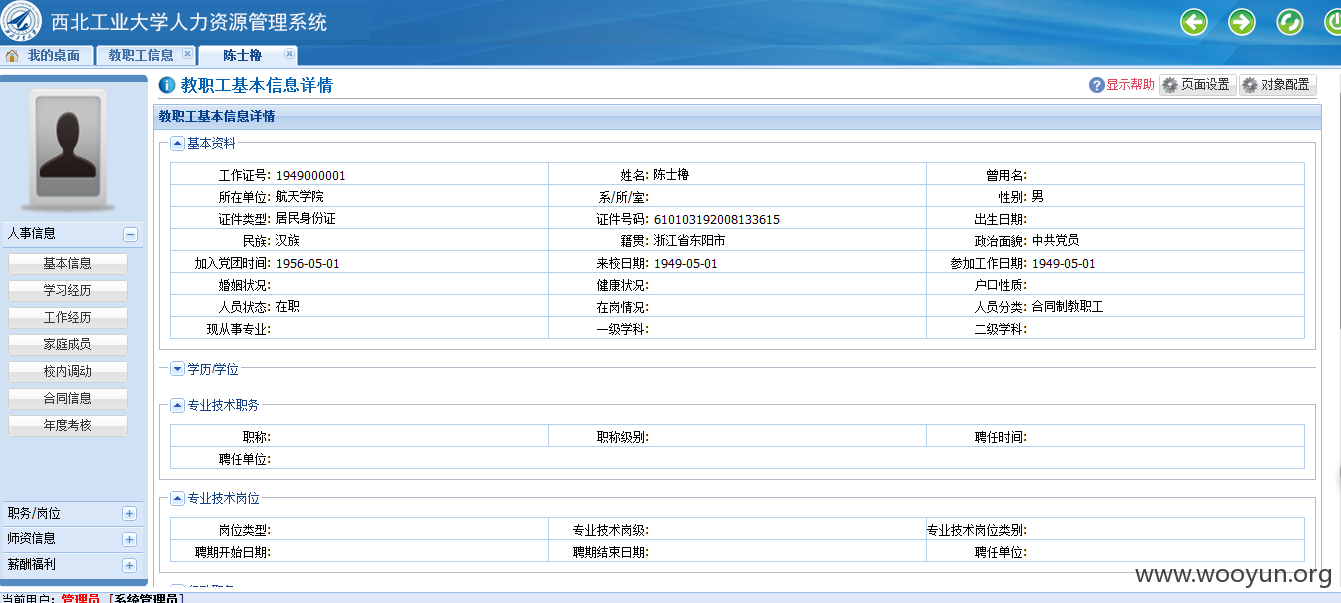 西北工业大学人力资源管理系统
我的桌面 教职工信息 陈士橹
教职工基本信息详情 显示帮助 页面设置 对象配置
教职工基本信息详情
基本资料
工作证号: 1949000001 姓名: 陈士橹 曾用名:
所在单位: 航天学院 系/所/室: 性别: 男
证件类型: 居民身份证 证件号码: 610103192008133615 出生日期:
民族: 汉族 籍贯: 浙江省东阳市 政治面貌: 中共党员
加入党团时间: 1956-05-01 来校日期: 1949-05-01 参加工作日期: 1949-05-01
婚姻状况: 健康状况: 户口性质:
人员状态: 在职 在岗情况: 人员分类: 合同制教职工
现从事专业: 一级学科: 二级学科:
学历/学位
专业技术职务
职称: 职称级别: 聘任时间:
聘任单位:
专业技术岗位
岗位类型: 专业技术岗级: 专业技术岗位类别:
聘期开始日期: 聘期结束日期: 聘任单位:
人事信息
基本信息
学习经历
工作经历
家庭成员
校内调动
合同信息
年度考核
职务/岗位
师资信息
薪酬福利
www.wooyun.org
当前用户: 管理员 [系统管理员]